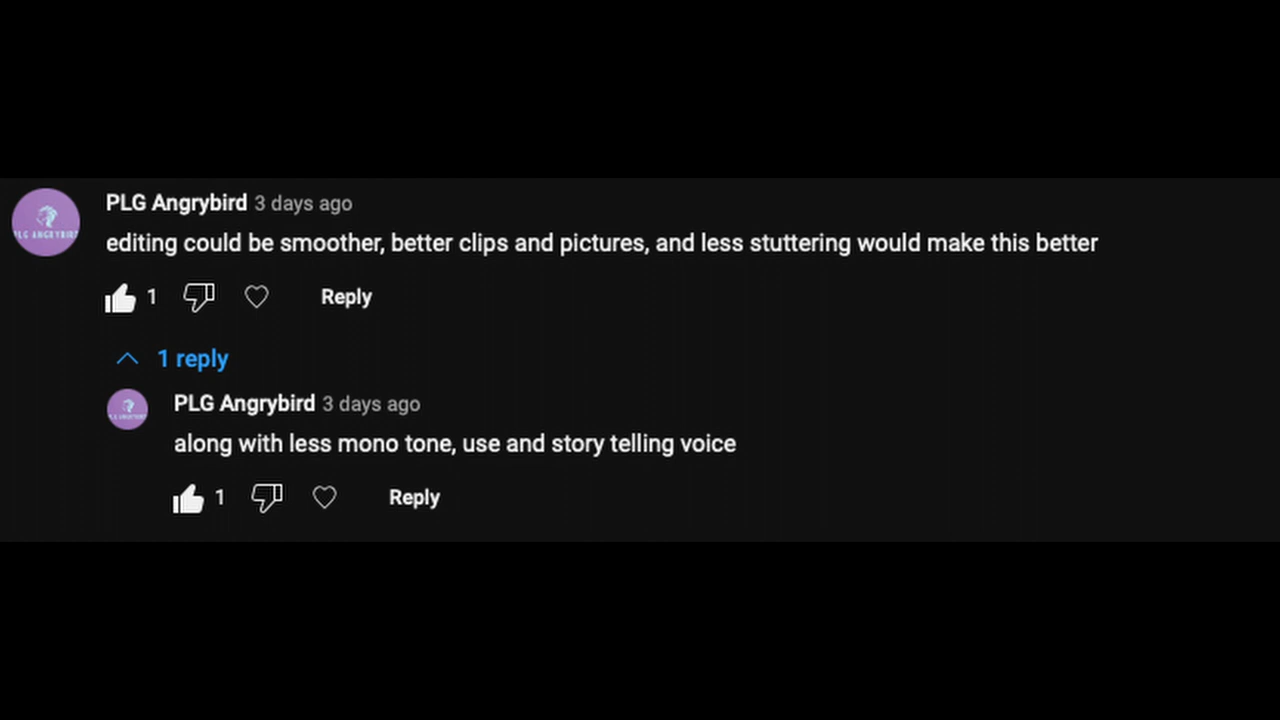 PLG Angrybird 3 days ago
editing could be smoother, better clips and pictures, and less stuttering would make this better
1 Reply
1 reply
PLG Angrybird 3 days ago
along with less mono tone, use and story telling voice
1 Reply
PLG ANGRYBIRD